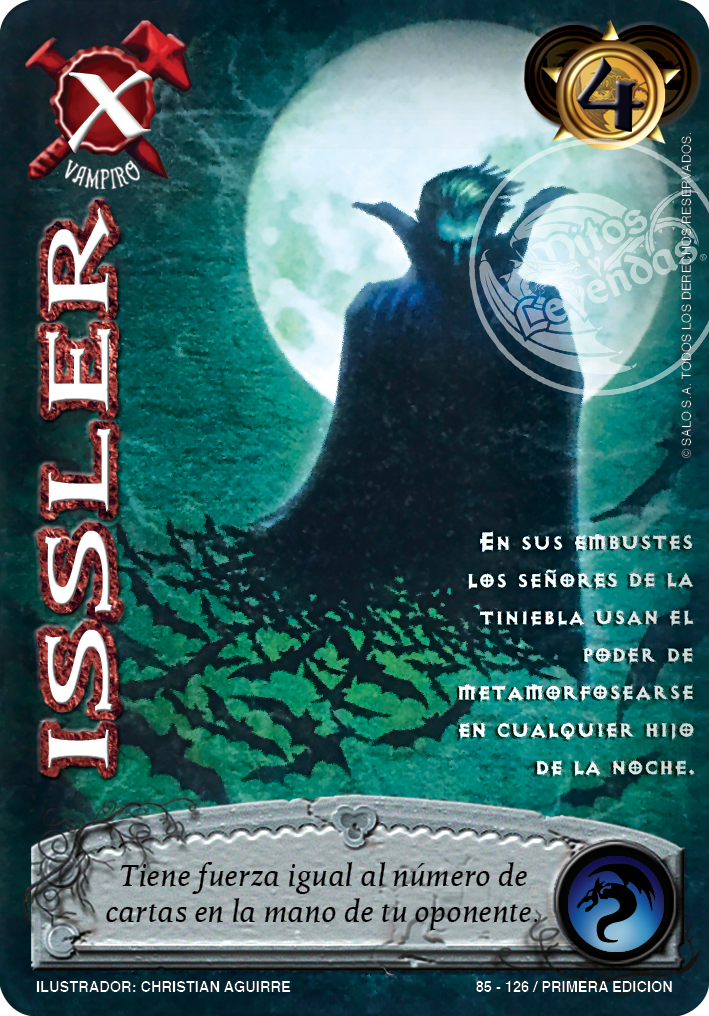 X
VAMPIRO
4
ISSLER
Mitos
y
Leyendas
®
© SALO S.A. TODOS LOS DERECHOS RESERVADOS.
EN SUS EMBUSTES
LOS SEÑORES DE LA
TINIEBLA USAN EL
PODER DE
METAMORFOSEARSE
EN CUALQUIER HIJO
DE LA NOCHE.
Tiene fuerza igual al número de
cartas en la mano de tu oponente.
ILUSTRADOR: CHRISTIAN AGUIRRE
85 - 126 / PRIMERA EDICION